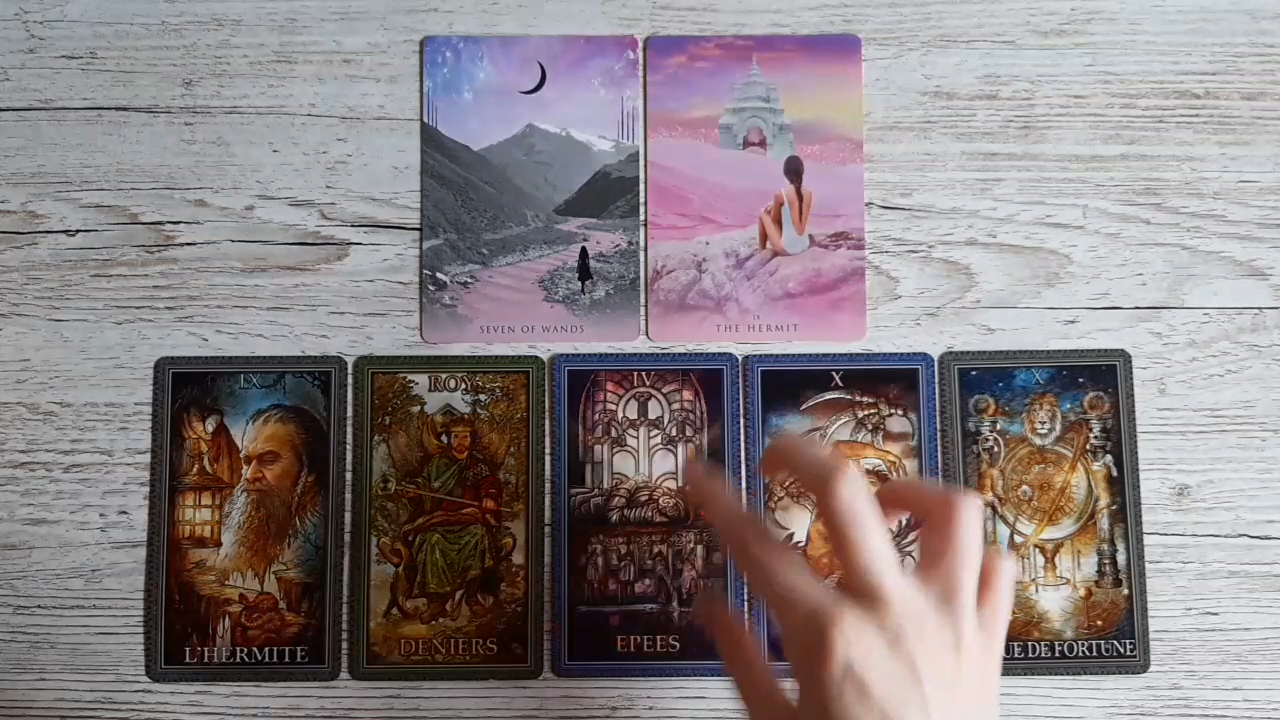 SEVEN OF WANDS
IX
THE HERMIT
IX
L'HERMITE
ROY
DENIERS
IV
EPEES
X
X
UE DE FORTUNE